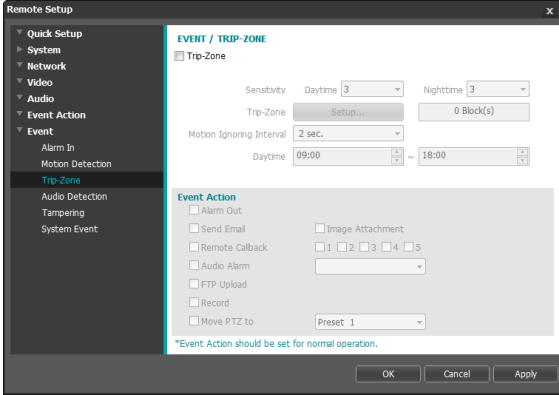 Remote Setup x
Quick Setup
System
Network
Video
Audio
Event Action
Event
Alarm In
Motion Detection
Trip-Zone
Audio Detection
Tampering
System Event
EVENT / TRIP-ZONE
Trip-Zone
Sensitivity Daytime 3 Nighttime 3
Trip-Zone Setup... 0 Block(s)
Motion Ignoring Interval 2 sec.
Daytime 09:00 ~ 18:00
Event Action
Alarm Out
Send Email Image Attachment
Remote Callback 1 2 3 4 5
Audio Alarm
FTP Upload
Record
Move PTZ to Preset 1
*Event Action should be set for normal operation.
OK Cancel Apply